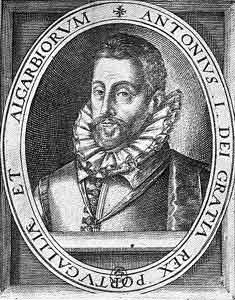 ANTONIVS I. DEI GRATIA REX PORTVGALLIÆ ET ALGARBIORVM